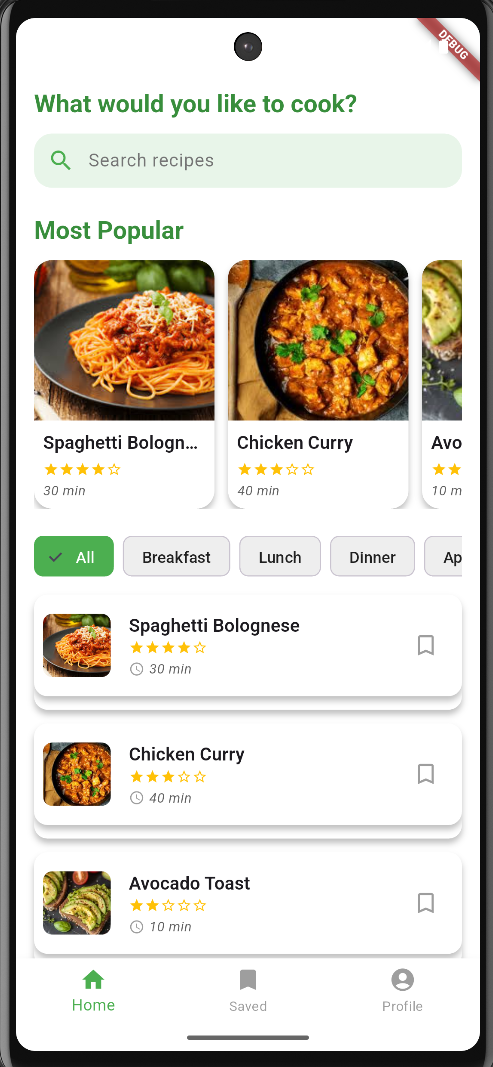 DEBUG
What would you like to cook?
Search recipes
Most Popular
Spaghetti Bologn...
30 min
Chicken Curry
40 min
Avo
10 m
All
Breakfast
Lunch
Dinner
Ap
Spaghetti Bolognese
30 min
Chicken Curry
40 min
Avocado Toast
10 min
Home
Saved
Profile